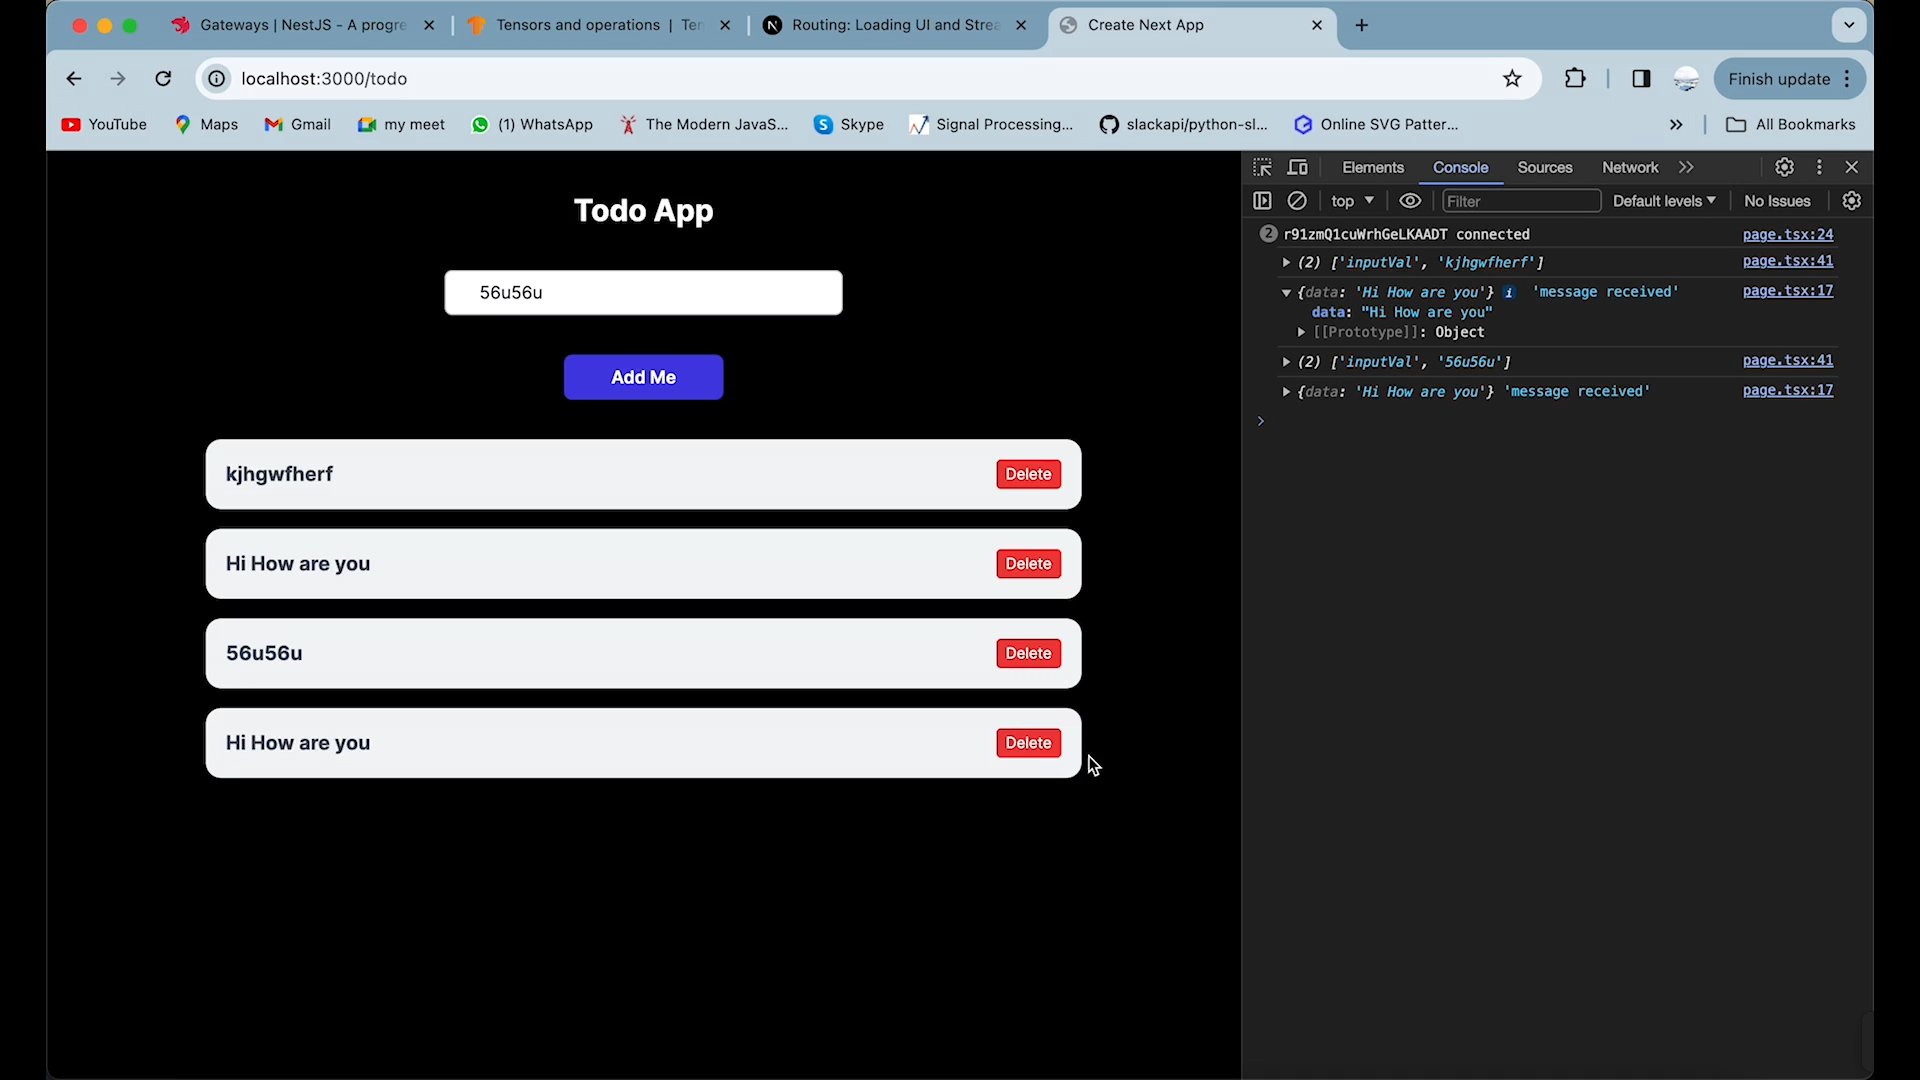 Gateways | NestJS - A progre
Tensors and operations | Ten
Routing: Loading UI and Strea
Create Next App
localhost:3000/todo
Finish update
YouTube
Maps
Gmail
my meet
(1) WhatsApp
The Modern JavaS...
Skype
Signal Processing...
slackapi/python-sl...
Online SVG Patter...
All Bookmarks
Todo App
56u56u
Add Me
kjhgwfherf
Delete
Hi How are you
Delete
56u56u
Delete
Hi How are you
Delete
Elements
Console
Sources
Network
top
Filter
Default levels
No Issues
2 r91zmQ1cuWrhGeLKAADT connected page.tsx:24
(2) ['inputVal', 'kjhgwfherf'] page.tsx:41
{data: 'Hi How are you'} i 'message received' page.tsx:17
data: "Hi How are you"
[[Prototype]]: Object
(2) ['inputVal', '56u56u'] page.tsx:41
{data: 'Hi How are you'} 'message received' page.tsx:17